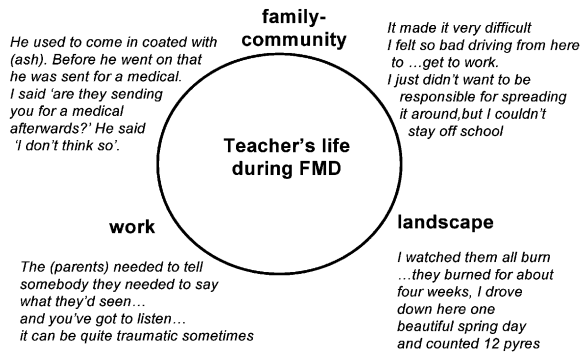 family-
community
He used to come in coated with
(ash). Before he went on that
he was sent for a medical.
I said ‘are they sending
you for a medical
afterwards?’ He said
‘I don’t think so’.
It made it very difficult
I felt so bad driving from here
to …get to work.
I just didn’t want to be
responsible for spreading
it around,but I couldn’t
stay off school
Teacher’s life
during FMD
work
The (parents) needed to tell
somebody they needed to say
what they’d seen…
and you’ve got to listen…
it can be quite traumatic sometimes
landscape
I watched them all burn
…they burned for about
four weeks, I drove
down here one
beautiful spring day
and counted 12 pyres